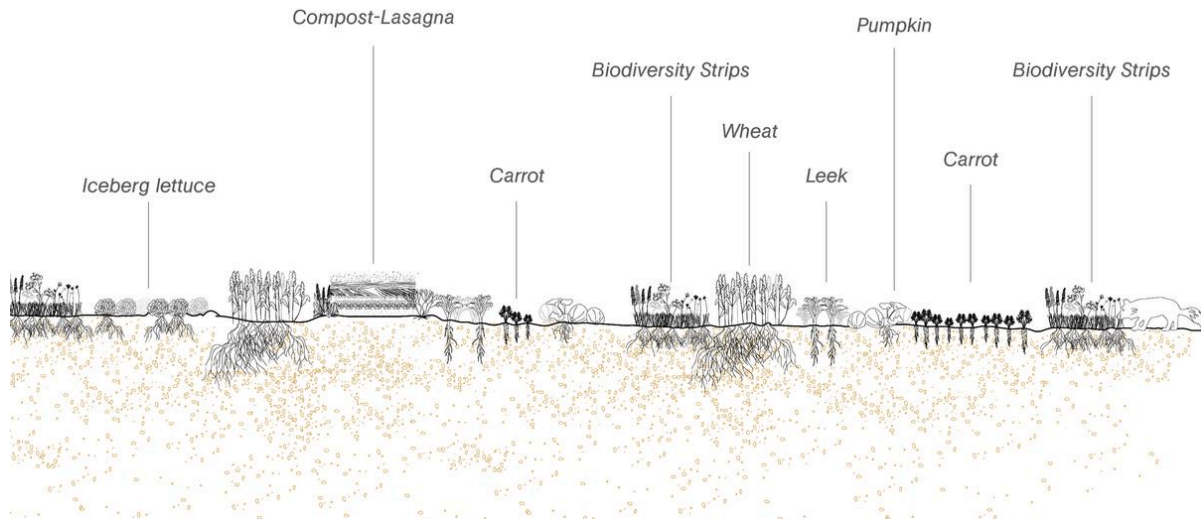 Compost-Lasagna
Pumpkin
Biodiversity Strips
Biodiversity Strips
Wheat
Iceberg lettuce
Carrot
Leek
Carrot